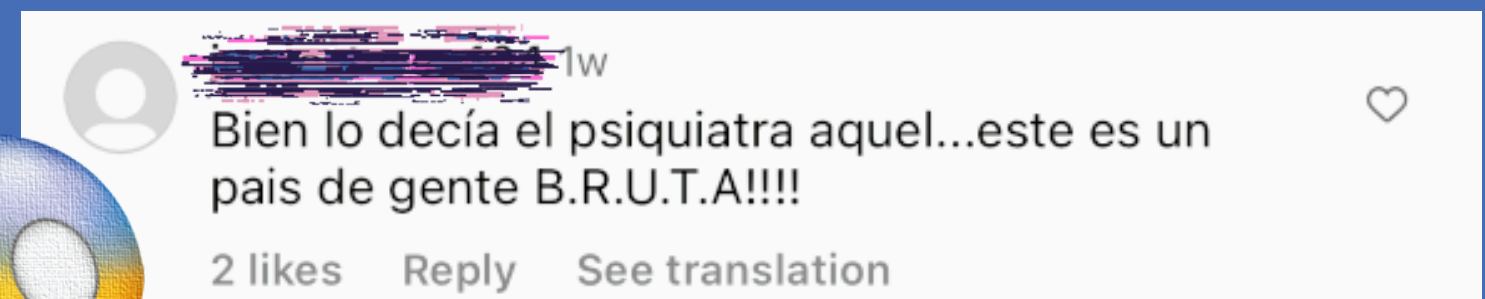 1w
Bien lo decía el psiquiatra aquel...este es un
pais de gente B.R.U.T.A!!!!
2 likes Reply See translation